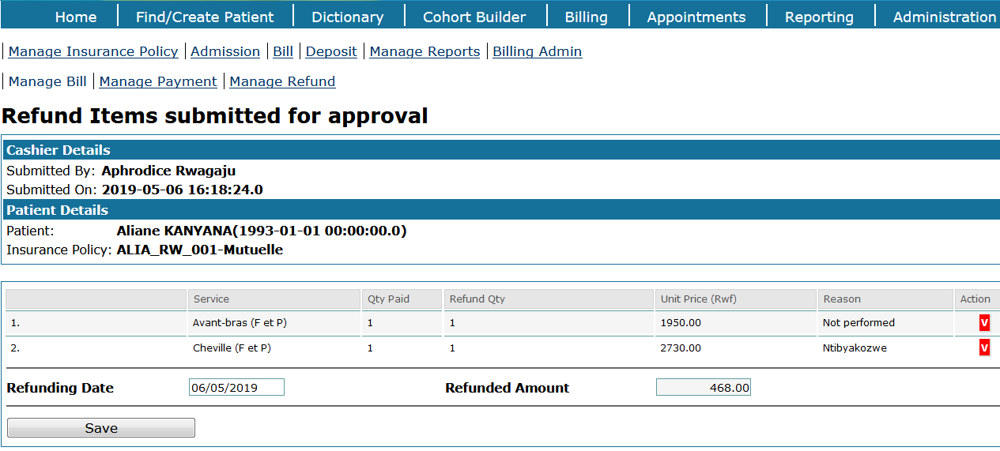 Home Find/Create Patient Dictionary Cohort Builder Billing Appointments Reporting Administration
Manage Insurance Policy Admission Bill Deposit Manage Reports Billing Admin
Manage Bill Manage Payment Manage Refund
Refund Items submitted for approval
Cashier Details
Submitted By: Aphrodice Rwagaju
Submitted On: 2019-05-06 16:18:24.0
Patient Details
Patient: Aliane KANYANA(1993-01-01 00:00:00.0)
Insurance Policy: ALIA_RW_001-Mutuelle
Service Qty Paid Refund Qty Unit Price (Rwf) Reason Action
1. Avant-bras (F et P) 1 1 1950.00 Not performed V
2. Cheville (F et P) 1 1 2730.00 Ntibyakozwe V
Refunding Date 06/05/2019 Refunded Amount 468.00
Save